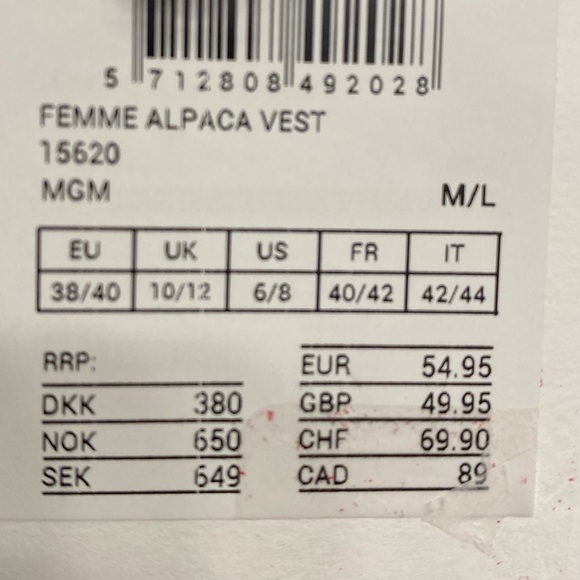 5 712808 492028
FEMME ALPACA VEST
15620
MGM M/L
EU UK US FR IT
38/40 10/12 6/8 40/42 42/44
RRP: EUR 54.95
DKK 380 GBP 49.95
NOK 650 CHF 69.90
SEK 649 CAD 89